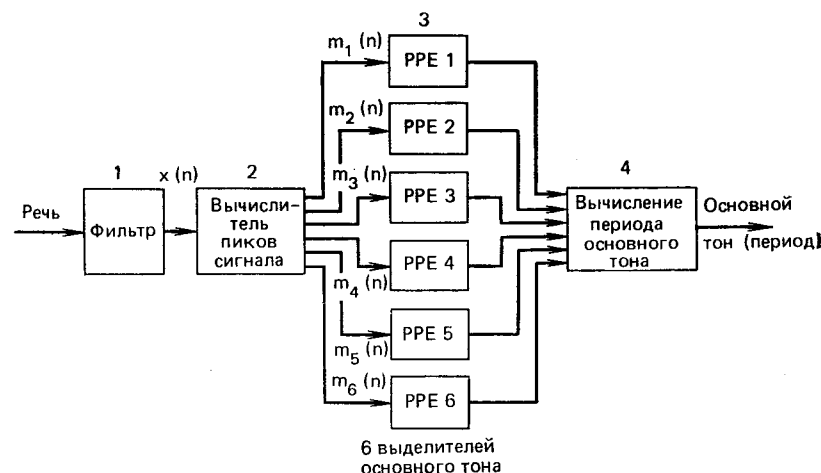 3
m1 (n)
PPE 1
m2 (n)
PPE 2
1
x (n)
2
m3 (n)
4
Речь
Фильтр
Вычисли-
тель
пиков
сигнала
PPE 3
Вычисление
периода
основного
тона
Основной
тон (период)
PPE 4
m4 (n)
PPE 5
m5 (n)
m6 (n)
PPE 6
6 выделителей
основного тона